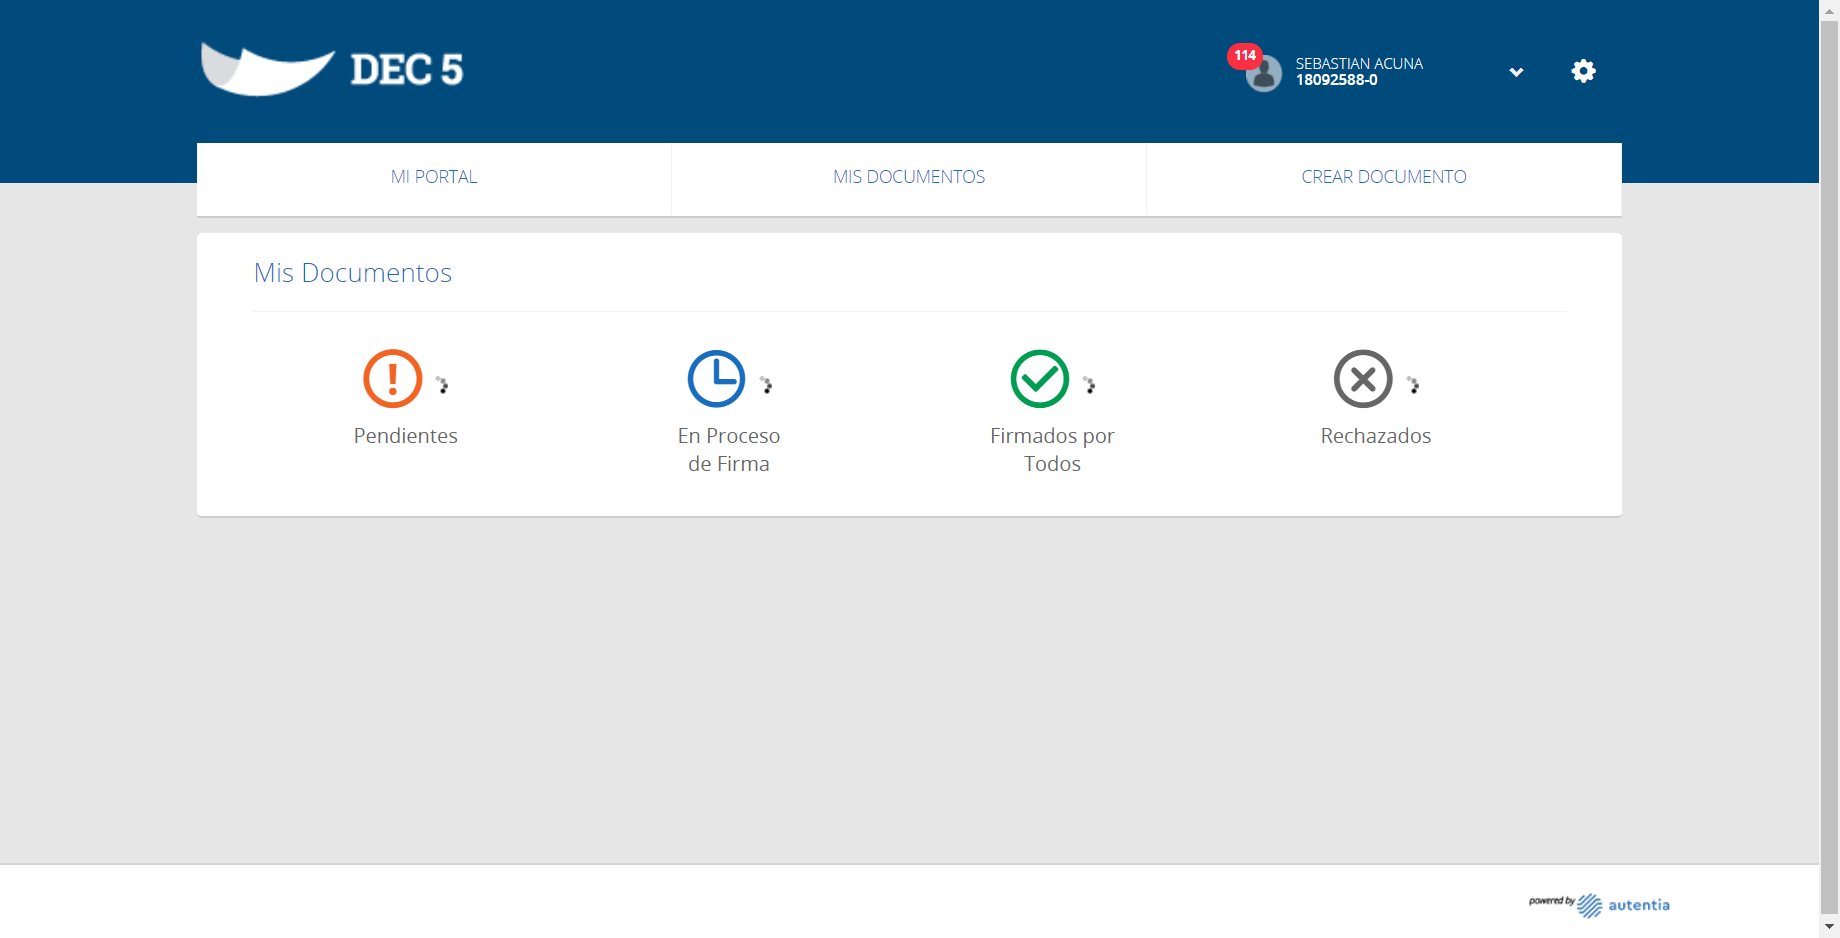 DEC 5
114
SEBASTIAN ACUNA
18092588-0
MI PORTAL
MIS DOCUMENTOS
CREAR DOCUMENTO
Mis Documentos
Pendientes
En Proceso
de Firma
Firmados por
Todos
Rechazados
powered by autentia